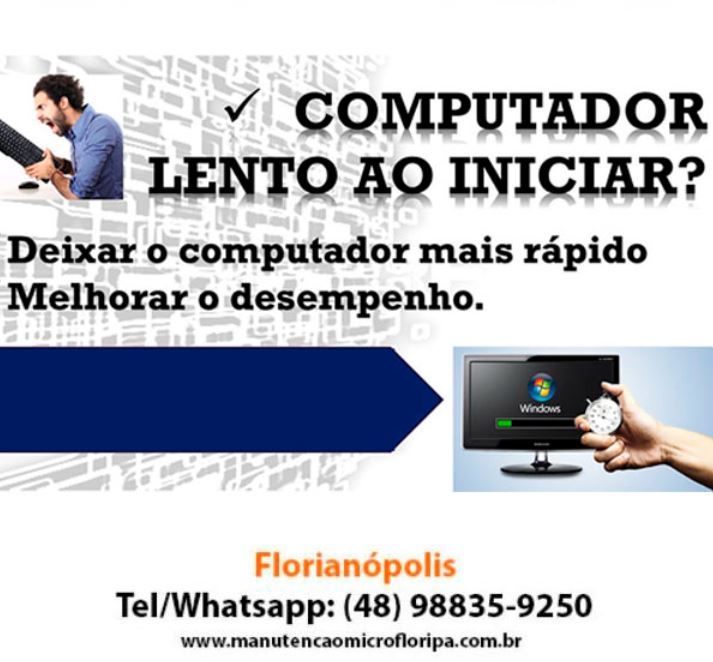 ✓ COMPUTADOR
LENTO AO INICIAR?
Deixar o computador mais rápido
Melhorar o desempenho.
Windows
Florianópolis
Tel/Whatsapp: (48) 98835-9250
www.manutencaomicrofloripa.com.br